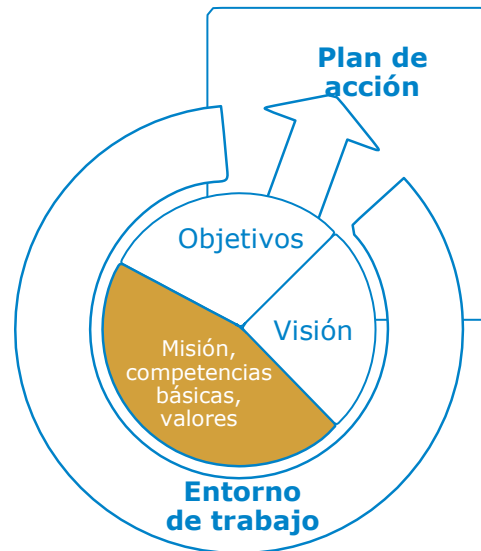 Plan de
acción
Objetivos
Visión
Misión,
competencias
básicas,
valores
Entorno
de trabajo